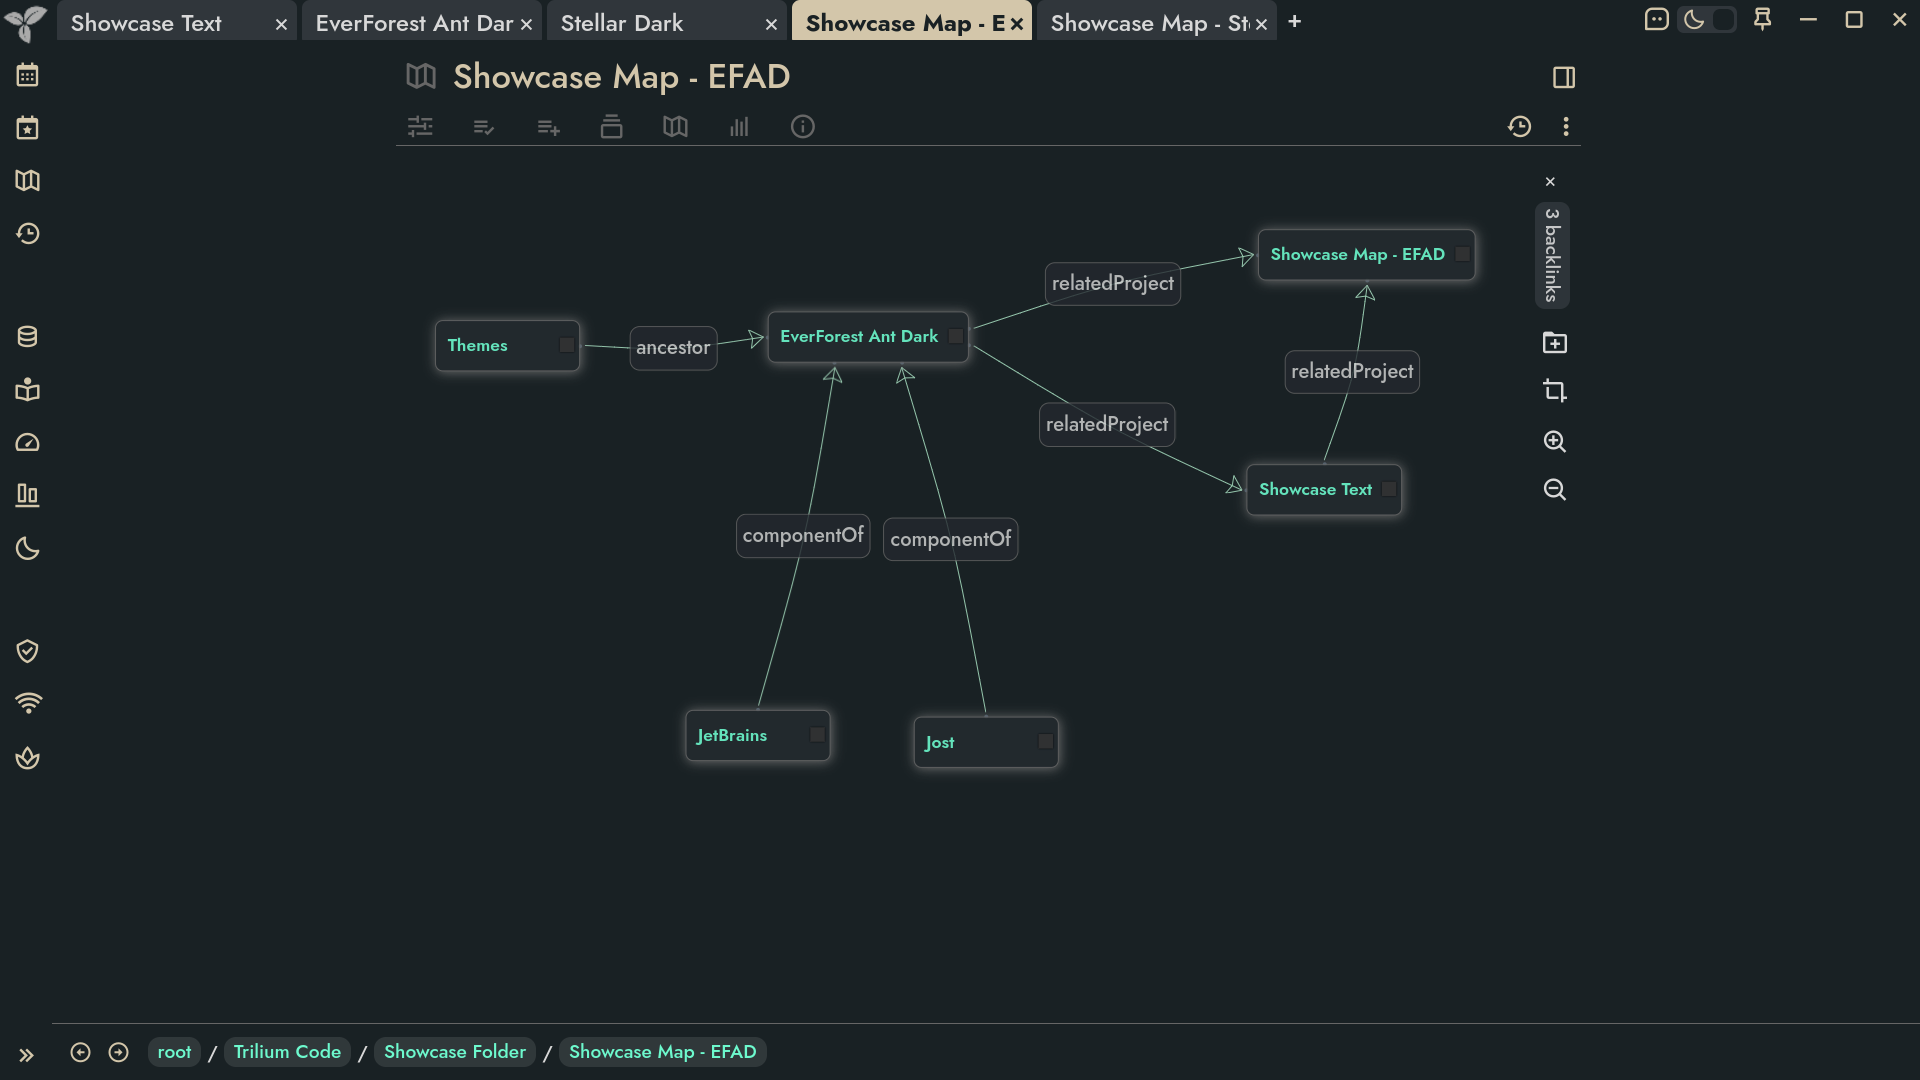 Showcase Text
EverForest Ant Dar
Stellar Dark
Showcase Map - E
Showcase Map - St
Showcase Map - EFAD
3 backlinks
Showcase Map - EFAD
relatedProject
EverForest Ant Dark
Themes
ancestor
relatedProject
relatedProject
Showcase Text
componentOf
componentOf
JetBrains
Jost
root / Trilium Code / Showcase Folder / Showcase Map - EFAD